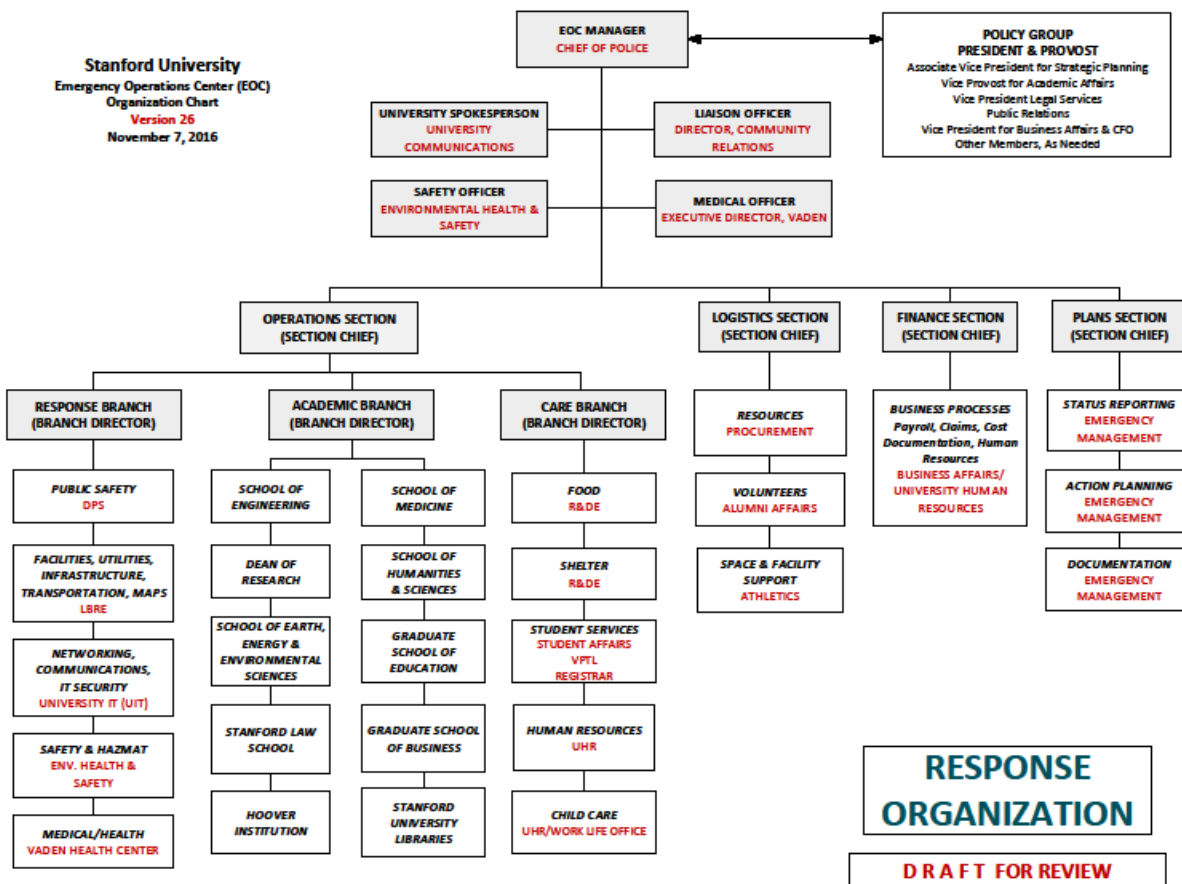 Stanford University
Emergency Operations Center (EOC)
Organization Chart
Version 26
November 7, 2016
EOC MANAGER
CHIEF OF POLICE
POLICY GROUP
PRESIDENT & PROVOST
Associate Vice President for Strategic Planning
Vice Provost for Academic Affairs
Vice President Legal Services
Public Relations
Vice President for Business Affairs & CFO
Other Members, As Needed
UNIVERSITY SPOKESPERSON
UNIVERSITY
COMMUNICATIONS
LIAISON OFFICER
DIRECTOR, COMMUNITY
RELATIONS
SAFETY OFFICER
ENVIRONMENTAL HEALTH &
SAFETY
MEDICAL OFFICER
EXECUTIVE DIRECTOR, VADEN
OPERATIONS SECTION
(SECTION CHIEF)
LOGISTICS SECTION
(SECTION CHIEF)
FINANCE SECTION
(SECTION CHIEF)
PLANS SECTION
(SECTION CHIEF)
RESPONSE BRANCH
(BRANCH DIRECTOR)
ACADEMIC BRANCH
(BRANCH DIRECTOR)
CARE BRANCH
(BRANCH DIRECTOR)
PUBLIC SAFETY
DPS
FACILITIES, UTILITIES,
INFRASTRUCTURE,
TRANSPORTATION, MAPS
LBRE
NETWORKING,
COMMUNICATIONS,
IT SECURITY
UNIVERSITY IT (UIT)
SAFETY & HAZMAT
ENV. HEALTH &
SAFETY
MEDICAL/HEALTH
VADEN HEALTH CENTER
SCHOOL OF
ENGINEERING
DEAN OF
RESEARCH
SCHOOL OF EARTH,
ENERGY &
ENVIRONMENTAL
SCIENCES
STANFORD LAW
SCHOOL
HOOVER
INSTITUTION
SCHOOL OF
MEDICINE
SCHOOL OF
HUMANITIES
& SCIENCES
GRADUATE
SCHOOL OF
EDUCATION
GRADUATE SCHOOL
OF BUSINESS
STANFORD
UNIVERSITY
LIBRARIES
FOOD
R&DE
SHELTER
R&DE
STUDENT SERVICES
STUDENT AFFAIRS
VPTL
REGISTRAR
HUMAN RESOURCES
UHR
CHILD CARE
UHR/WORK LIFE OFFICE
RESOURCES
PROCUREMENT
VOLUNTEERS
ALUMNI AFFAIRS
SPACE & FACILITY
SUPPORT
ATHLETICS
BUSINESS PROCESSES
Payroll, Claims, Cost
Documentation, Human
Resources
BUSINESS AFFAIRS/
UNIVERSITY HUMAN
RESOURCES
STATUS REPORTING
EMERGENCY
MANAGEMENT
ACTION PLANNING
EMERGENCY
MANAGEMENT
DOCUMENTATION
EMERGENCY
MANAGEMENT
RESPONSE
ORGANIZATION
D R A F T FOR REVIEW